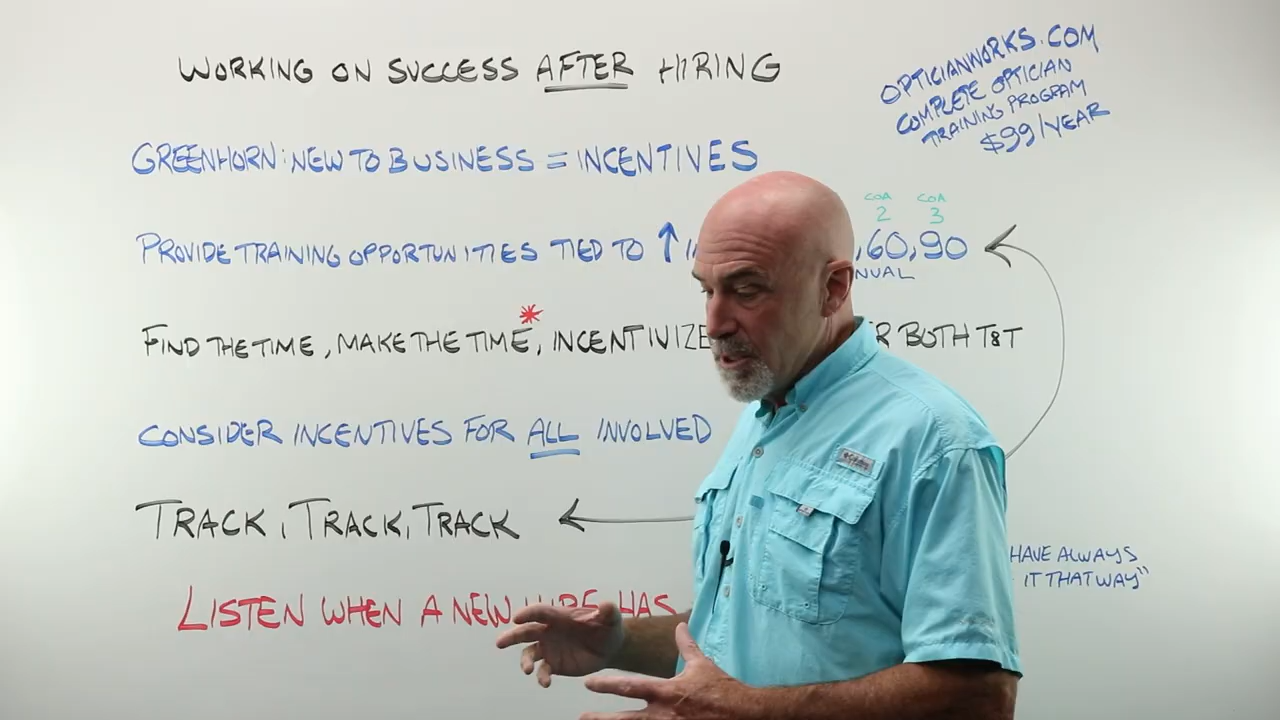 WORKING ON SUCCESS AFTER HIRING
OPTICIANWORKS.COM
COMPLETE OPTICIAN
TRAINING PROGRAM
$99/YEAR
GREENHORN: NEW TO BUSINESS = INCENTIVES
COA COA
2 3
PROVIDE TRAINING OPPORTUNITIES TIED TO ↑ ,60,90
FIND THE TIME, MAKE THE TIME*, INCENTIVIZE BOTH T&T
CONSIDER INCENTIVES FOR ALL INVOLVED
TRACK, TRACK, TRACK
HAVE ALWAYS
IT THAT WAY"
LISTEN WHEN A NEW HIRE HAS